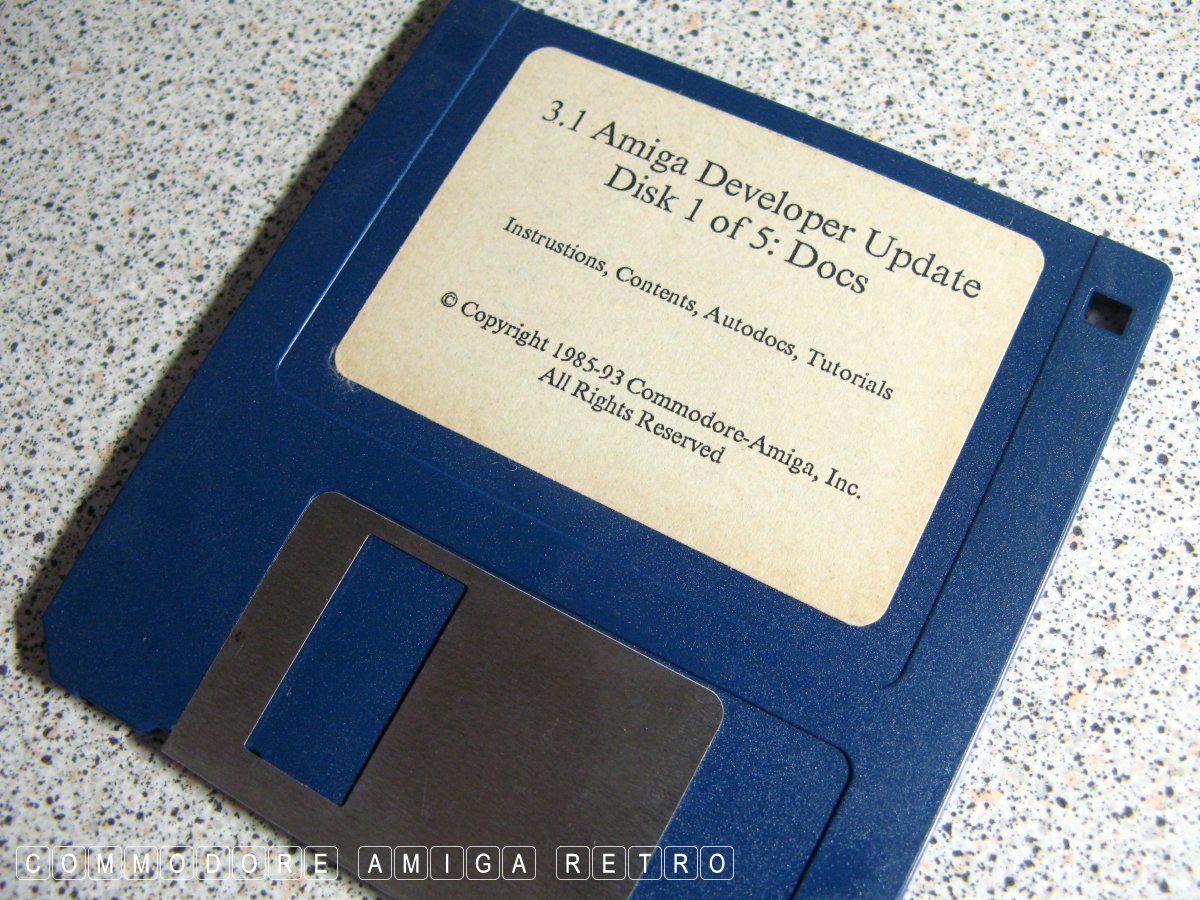 3.1 Amiga Developer Update
Disk 1 of 5: Docs
Instrustions, Contents, Autodocs, Tutorials
© Copyright 1985-93 Commodore-Amiga, Inc.
All Rights Reserved
COMMODORE AMIGA RETRO